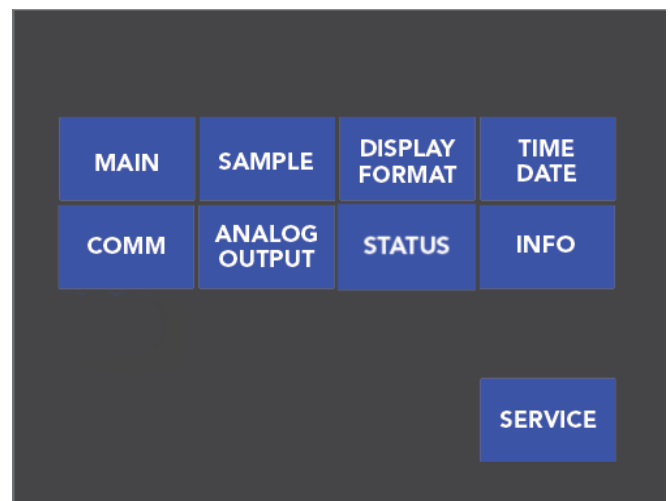 MAIN
SAMPLE
DISPLAY
FORMAT
TIME
DATE
COMM
ANALOG
OUTPUT
STATUS
INFO
SERVICE